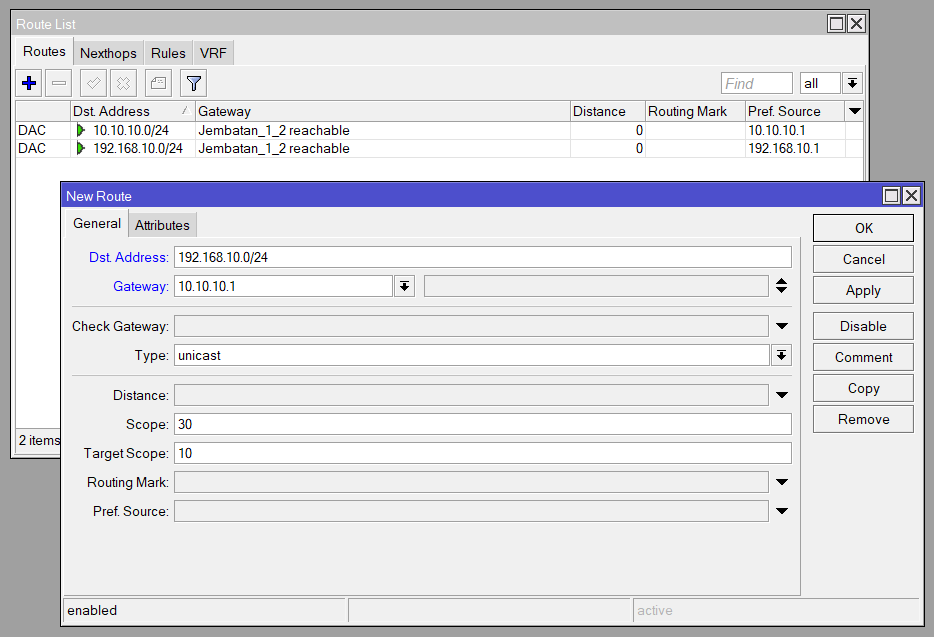 Route List
Routes Nexthops Rules VRF
Find all
Dst. Address Gateway Distance Routing Mark Pref. Source
DAC 10.10.10.0/24 Jembatan_1_2 reachable 0 10.10.10.1
DAC 192.168.10.0/24 Jembatan_1_2 reachable 0 192.168.10.1
2 items
New Route
General Attributes
OK
Dst. Address: 192.168.10.0/24
Cancel
Gateway: 10.10.10.1
Apply
Check Gateway:
Disable
Type: unicast
Comment
Distance:
Copy
Scope: 30
Remove
Target Scope: 10
Routing Mark:
Pref. Source:
enabled active